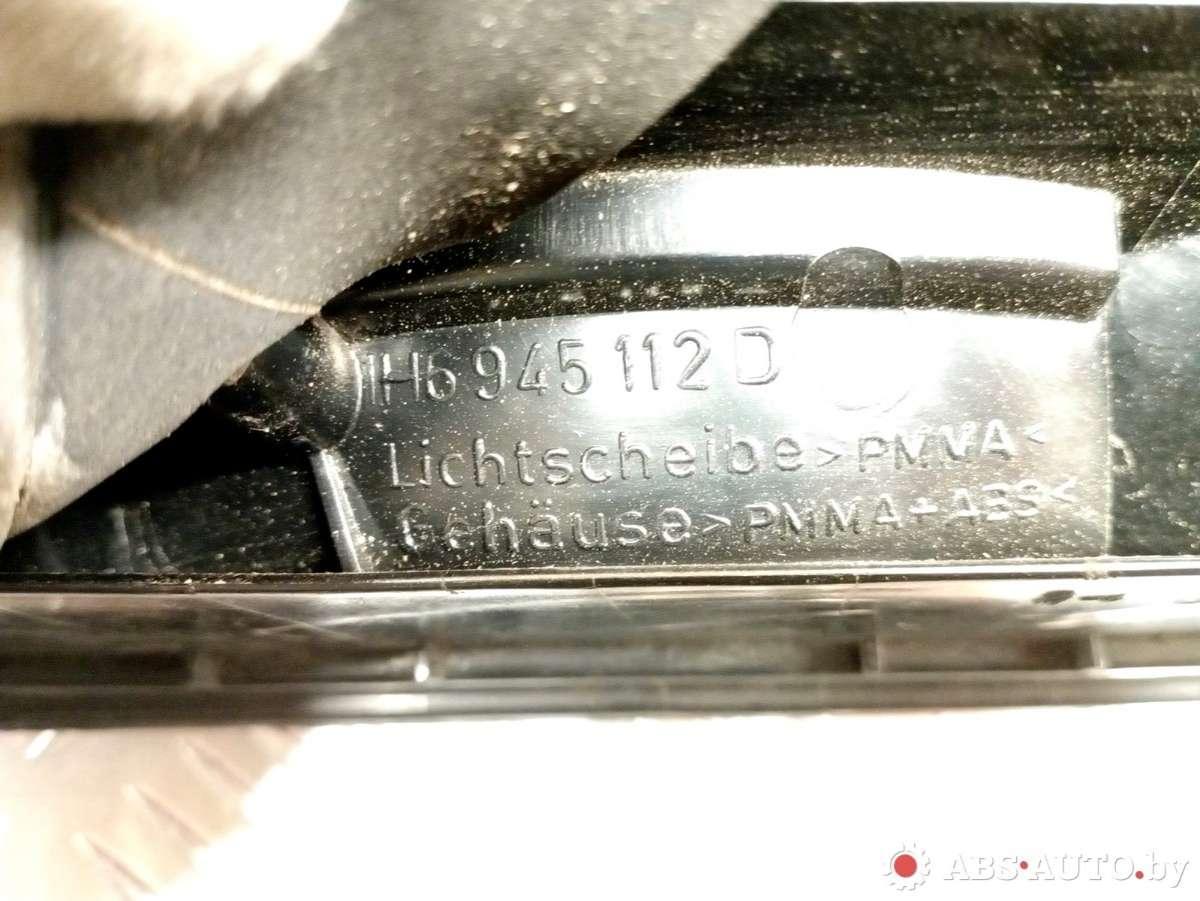 1H6 945 112 D
Lichtscheibe >PMMA<
Gehäuse >PMMA+ABS<
ABS-AUTO.by